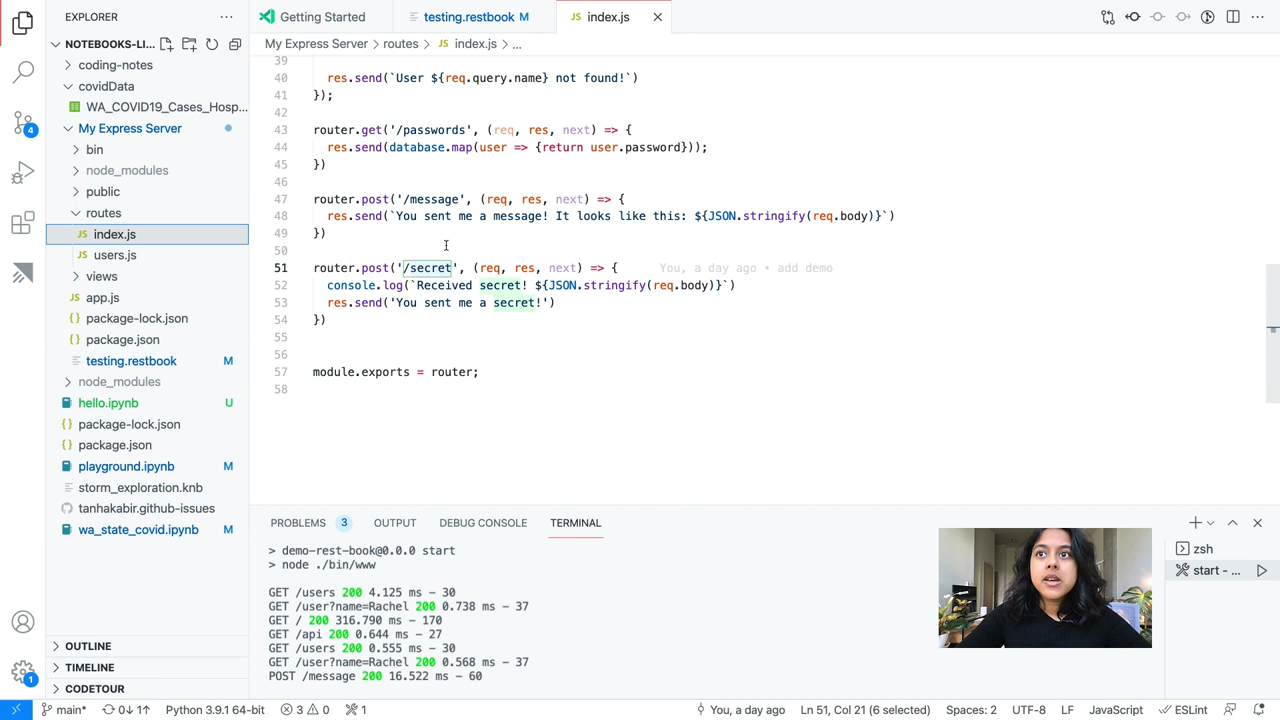 EXPLORER
Getting Started
testing.restbook M
JS index.js
NOTEBOOKS-LI...
My Express Server > routes > JS index.js > ...
coding-notes
covidData
WA_COVID19_Cases_Hosp...
My Express Server
bin
node_modules
public
routes
JS index.js
JS users.js
views
JS app.js
package-lock.json
package.json
testing.restbook M
node_modules
hello.ipynb U
package-lock.json
package.json
playground.ipynb M
storm_exploration.knb
tanhakabir.github-issues
wa_state_covid.ipynb M
OUTLINE
TIMELINE
CODETOUR
39
40 res.send(`User ${req.query.name} not found!`)
41 });
42
43 router.get('/passwords', (req, res, next) => {
44 res.send(database.map(user => {return user.password}));
45 })
46
47 router.post('/message', (req, res, next) => {
48 res.send(`You sent me a message! It looks like this: ${JSON.stringify(req.body)}`)
49 })
50
51 router.post('/secret', (req, res, next) => { You, a day ago • add demo
52 console.log(`Received secret! ${JSON.stringify(req.body)}`)
53 res.send('You sent me a secret!')
54 })
55
56
57 module.exports = router;
58
PROBLEMS 3 OUTPUT DEBUG CONSOLE TERMINAL
> demo-rest-book@0.0.0 start
> node ./bin/www
GET /users 200 4.125 ms - 30
GET /user?name=Rachel 200 0.738 ms - 37
GET / 200 316.790 ms - 170
GET /api 200 0.644 ms - 27
GET /users 200 0.555 ms - 30
GET /user?name=Rachel 200 0.568 ms - 37
POST /message 200 16.522 ms - 60
zsh
start - ...
4
1
main* 0↓ 1↑ Python 3.9.1 64-bit 3 0 1 You, a day ago Ln 51, Col 21 (6 selected) Spaces: 2 UTF-8 LF JavaScript ESLint